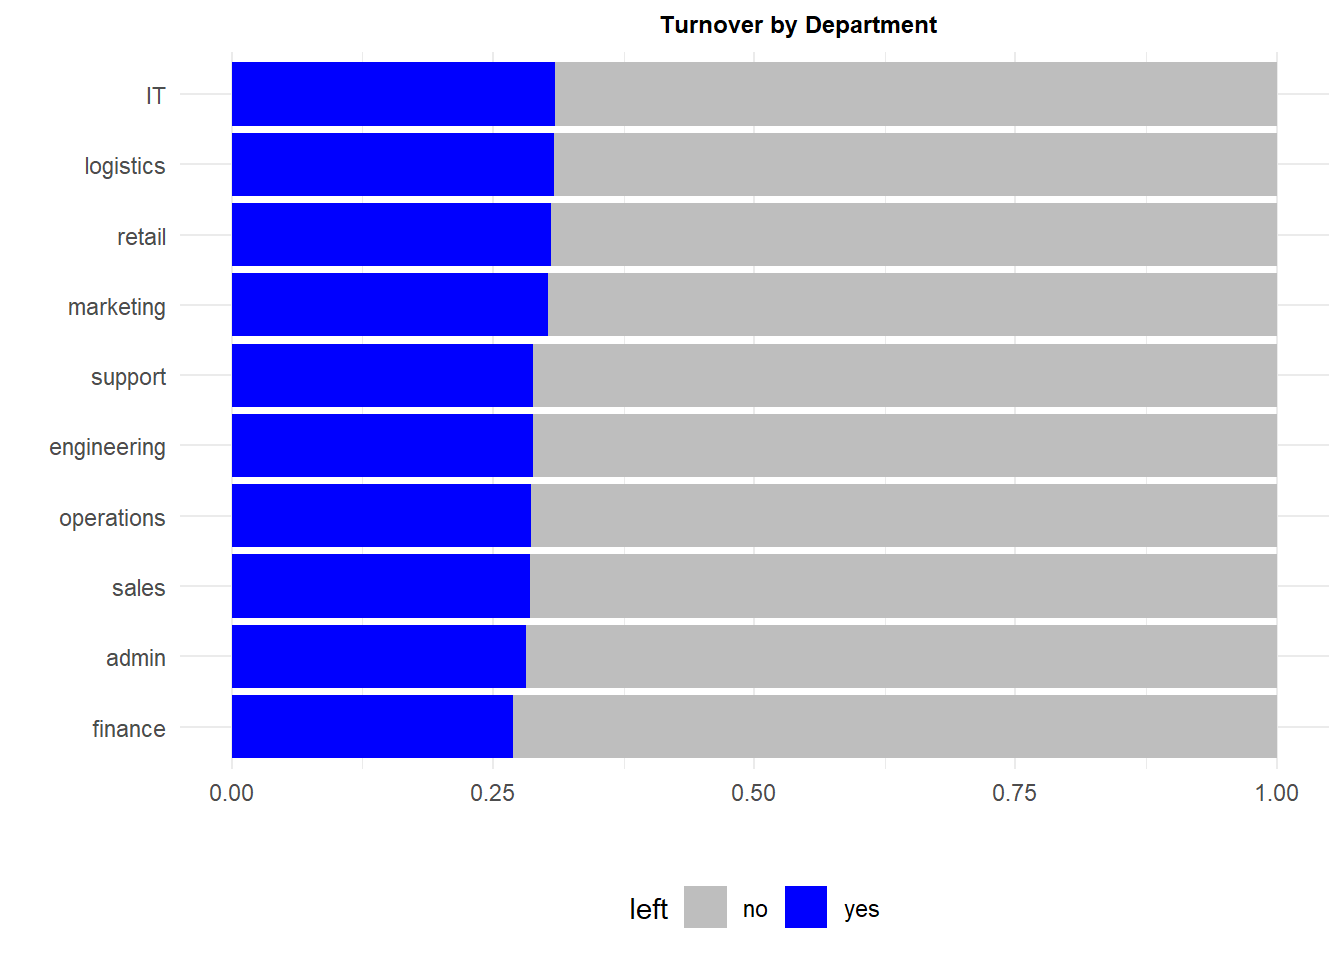 Turnover by Department
IT
logistics
retail
marketing
support
engineering
operations
sales
admin
finance
0.00 0.25 0.50 0.75 1.00
left no yes